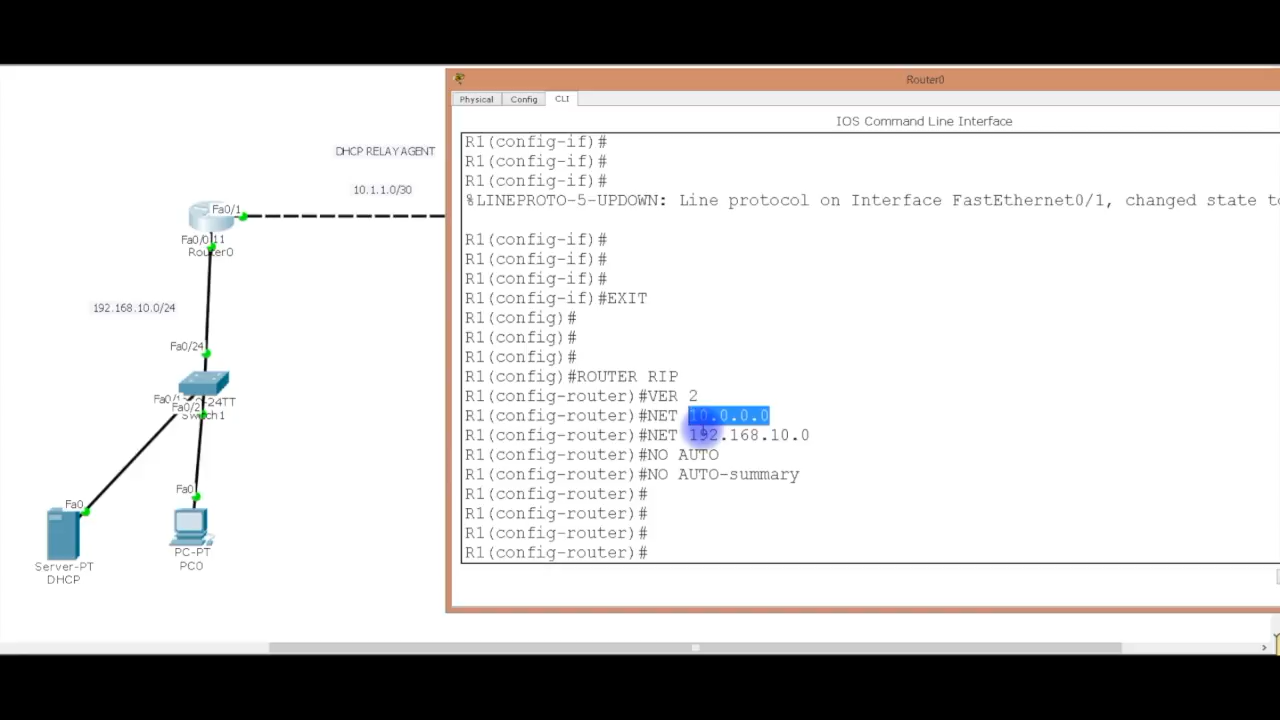 Router0
Physical
Config
CLI
IOS Command Line Interface
R1(config-if)#
R1(config-if)#
R1(config-if)#
%LINEPROTO-5-UPDOWN: Line protocol on Interface FastEthernet0/1, changed state to
R1(config-if)#
R1(config-if)#
R1(config-if)#
R1(config-if)#EXIT
R1(config)#
R1(config)#
R1(config)#
R1(config)#ROUTER RIP
R1(config-router)#VER 2
R1(config-router)#NET 10.0.0.0
R1(config-router)#NET 192.168.10.0
R1(config-router)#NO AUTO
R1(config-router)#NO AUTO-summary
R1(config-router)#
R1(config-router)#
R1(config-router)#
R1(config-router)#
DHCP RELAY AGENT
10.1.1.0/30
Fa0/1
Fa0/0
Router0
192.168.10.0/24
Fa0/24
Fa0/2
24TT
Switch1
Fa0
Fa0
Server-PT
DHCP
PC-PT
PC0